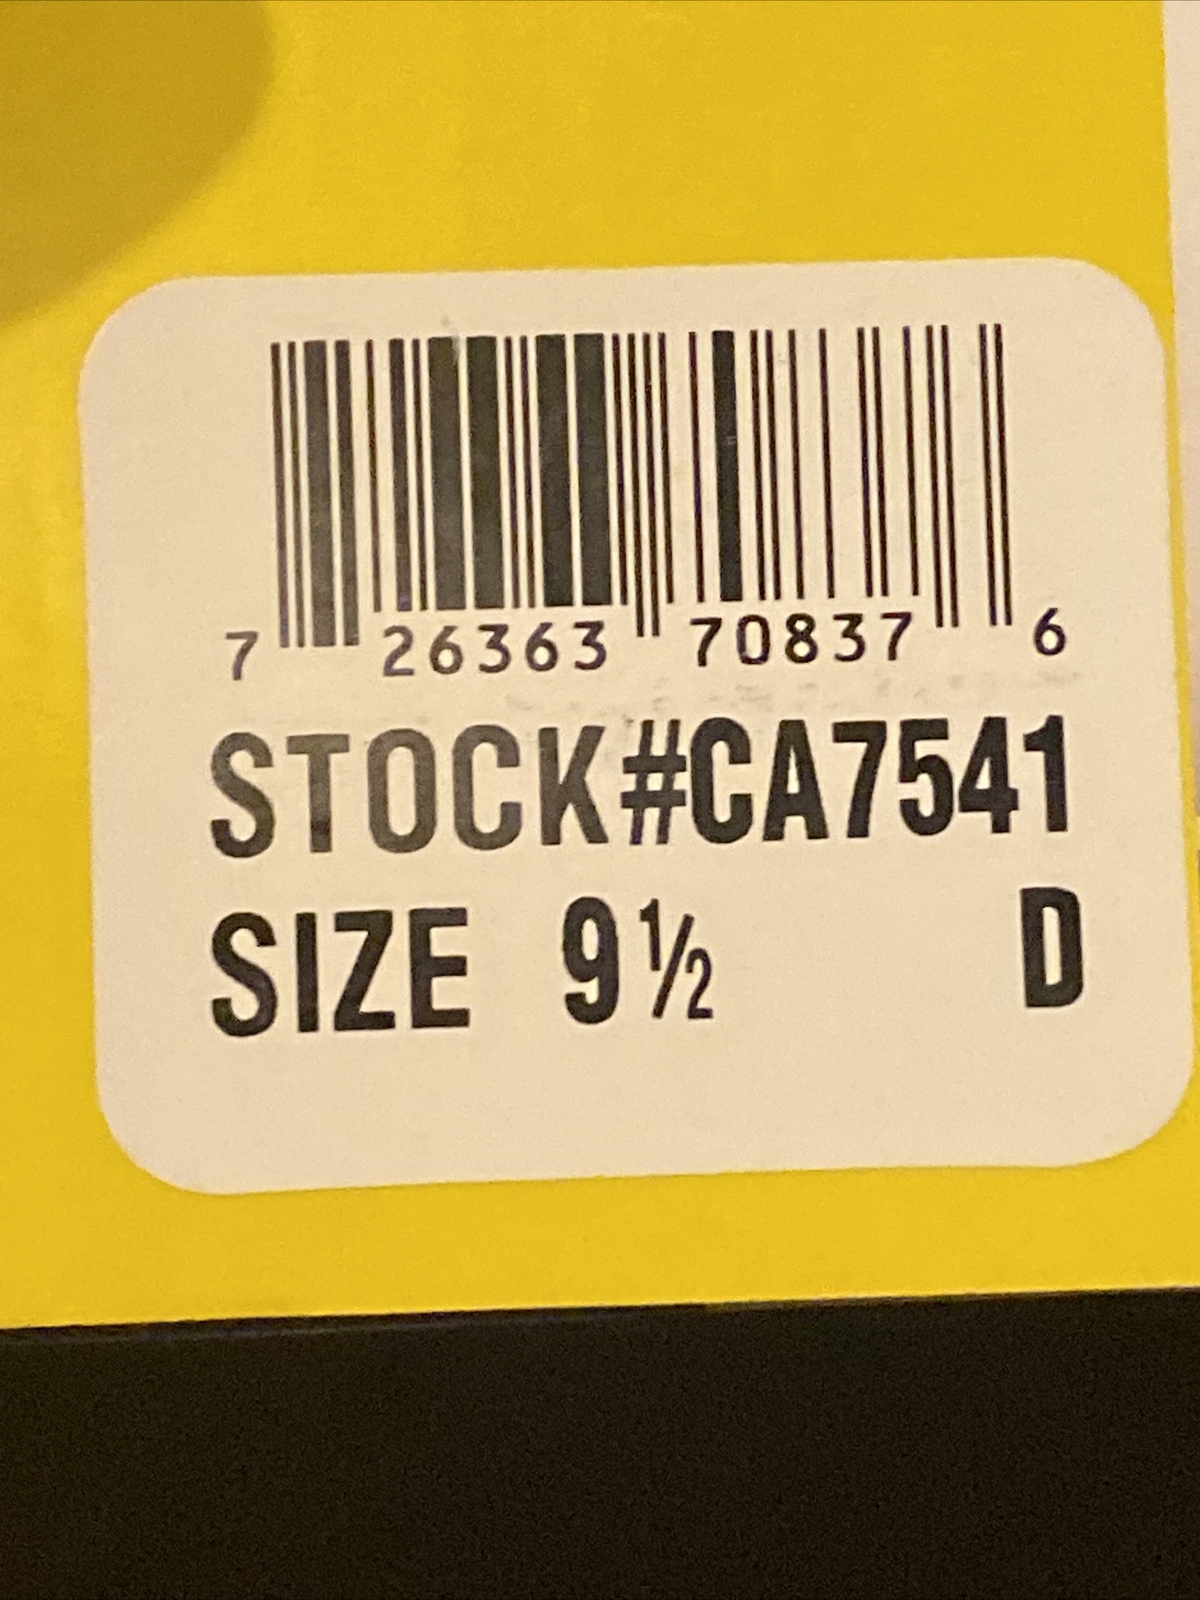 7 26363 70837 6
STOCK#CA7541
SIZE 9½ D